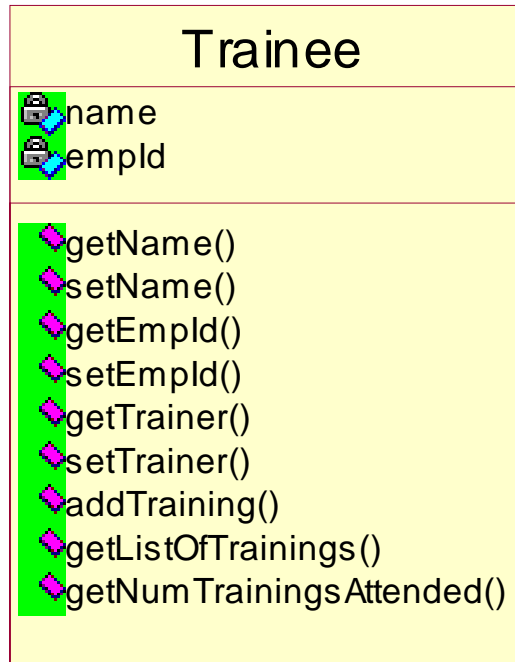 Trainee
name
empId
getName()
setName()
getEmpId()
setEmpId()
getTrainer()
setTrainer()
addTraining()
getListOfTrainings()
getNumTrainingsAttended()